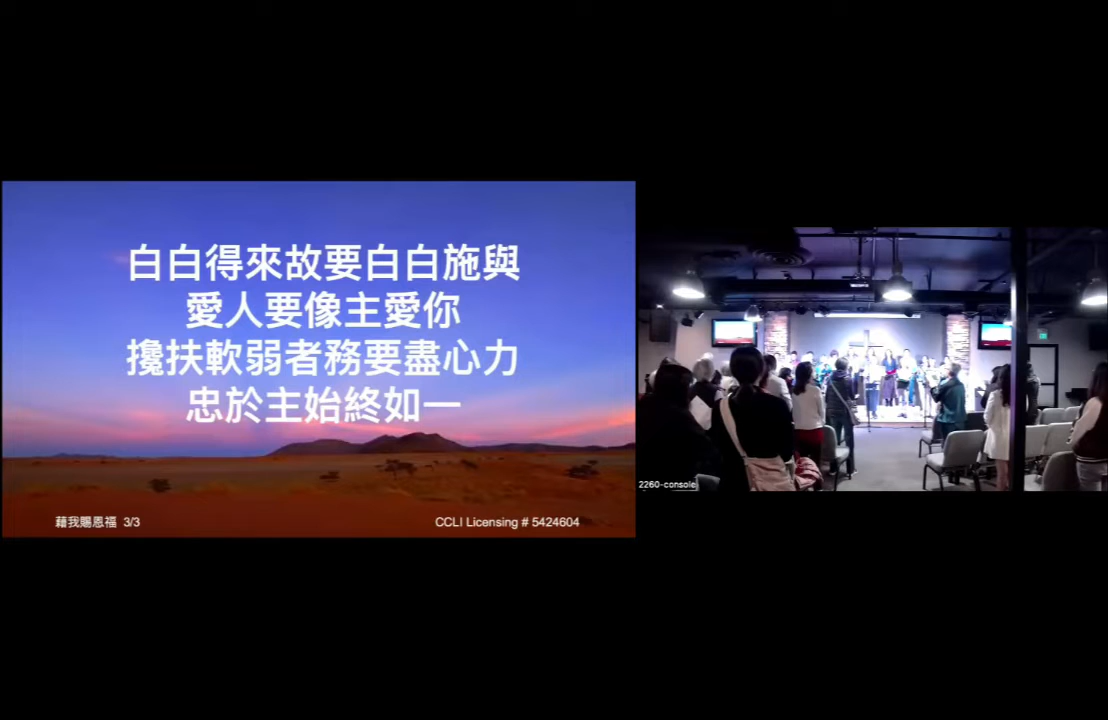 白白得來故要白白施與
愛人要像主愛你
攙扶軟弱者務要盡心力
忠於主始終如一
藉我賜恩福 3/3
CCLI Licensing # 5424604
2260-console